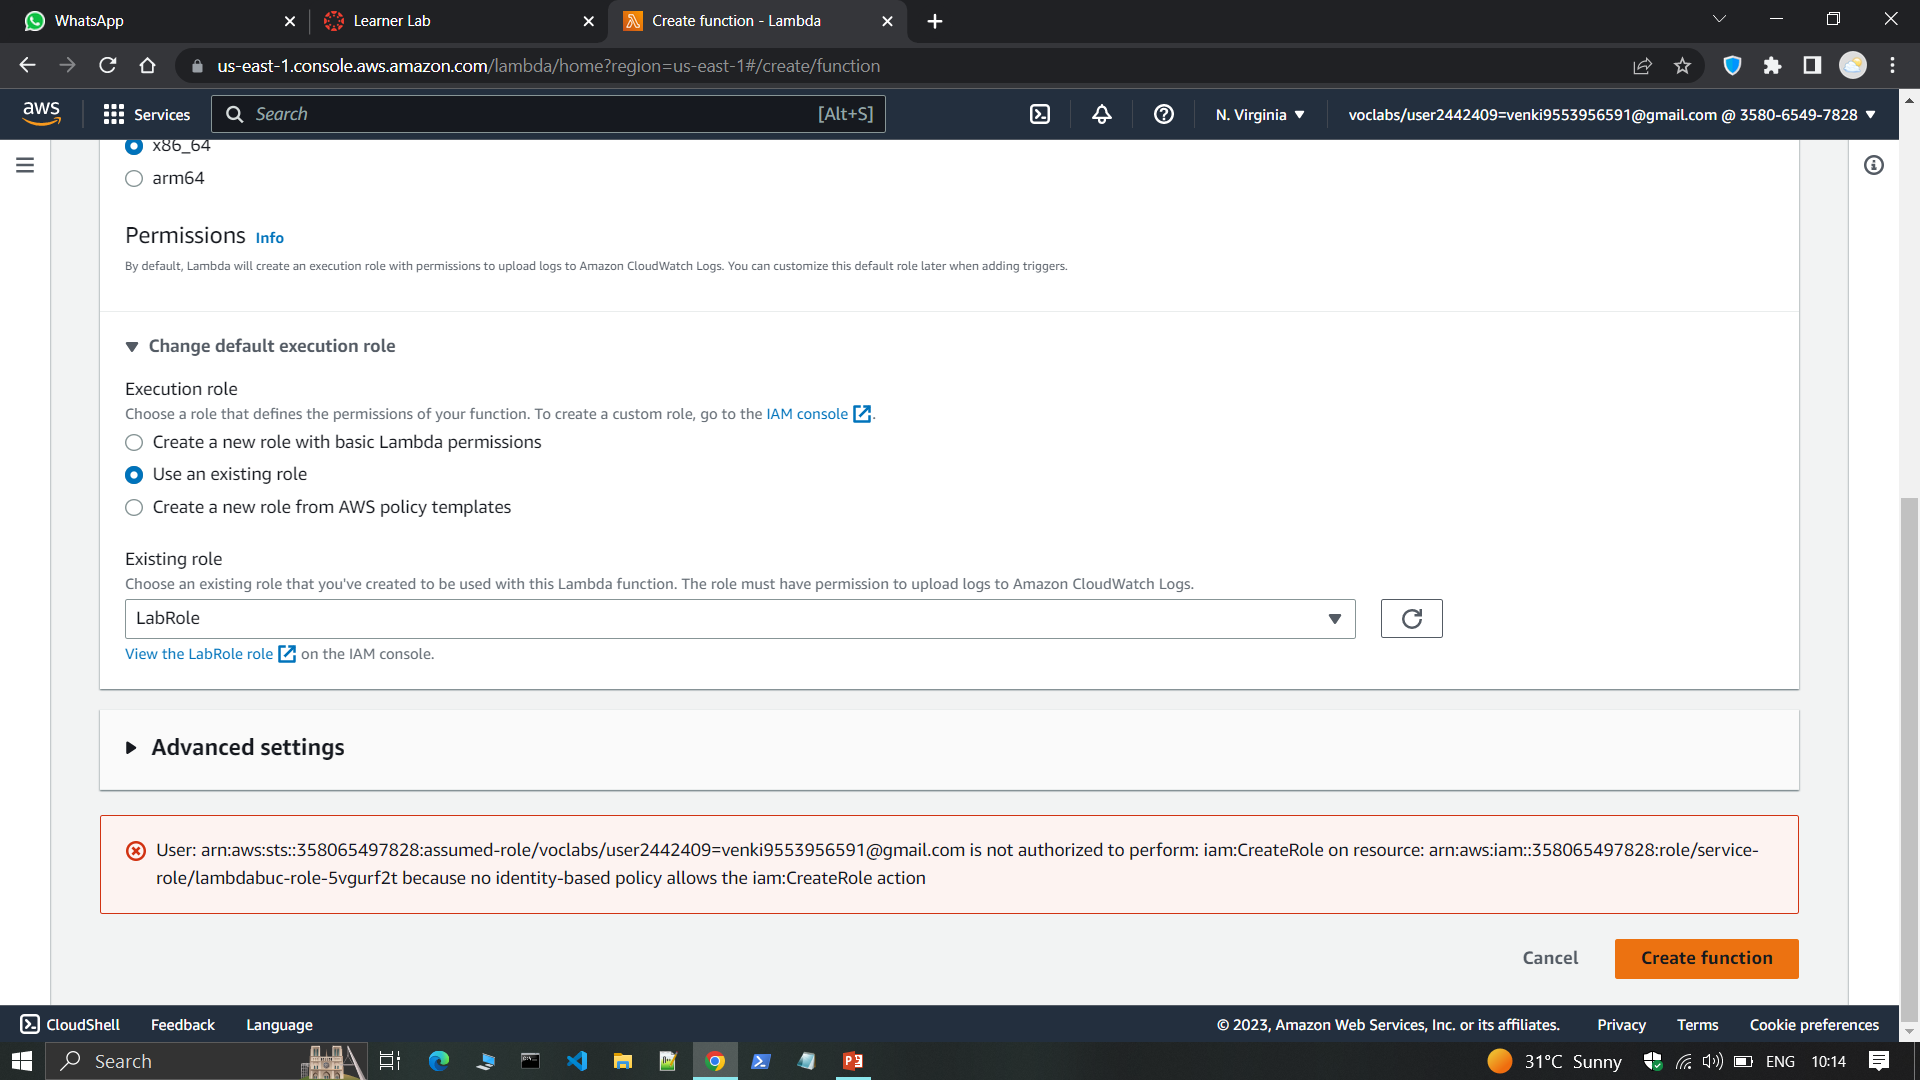 WhatsApp
Learner Lab
Create function - Lambda
us-east-1.console.aws.amazon.com/lambda/home?region=us-east-1#/create/function
aws
Services
Search
[Alt+S]
N. Virginia
voclabs/user2442409=venki9553956591@gmail.com @ 3580-6549-7828
x86_64
arm64
Permissions Info
By default, Lambda will create an execution role with permissions to upload logs to Amazon CloudWatch Logs. You can customize this default role later when adding triggers.
Change default execution role
Execution role
Choose a role that defines the permissions of your function. To create a custom role, go to the IAM console .
Create a new role with basic Lambda permissions
Use an existing role
Create a new role from AWS policy templates
Existing role
Choose an existing role that you've created to be used with this Lambda function. The role must have permission to upload logs to Amazon CloudWatch Logs.
LabRole
View the LabRole role on the IAM console.
Advanced settings
User: arn:aws:sts::358065497828:assumed-role/voclabs/user2442409=venki9553956591@gmail.com is not authorized to perform: iam:CreateRole on resource: arn:aws:iam::358065497828:role/service-
role/lambdabuc-role-5vgurf2t because no identity-based policy allows the iam:CreateRole action
Cancel
Create function
CloudShell
Feedback
Language
© 2023, Amazon Web Services, Inc. or its affiliates.
Privacy
Terms
Cookie preferences
Search
31°C Sunny
ENG
10:14